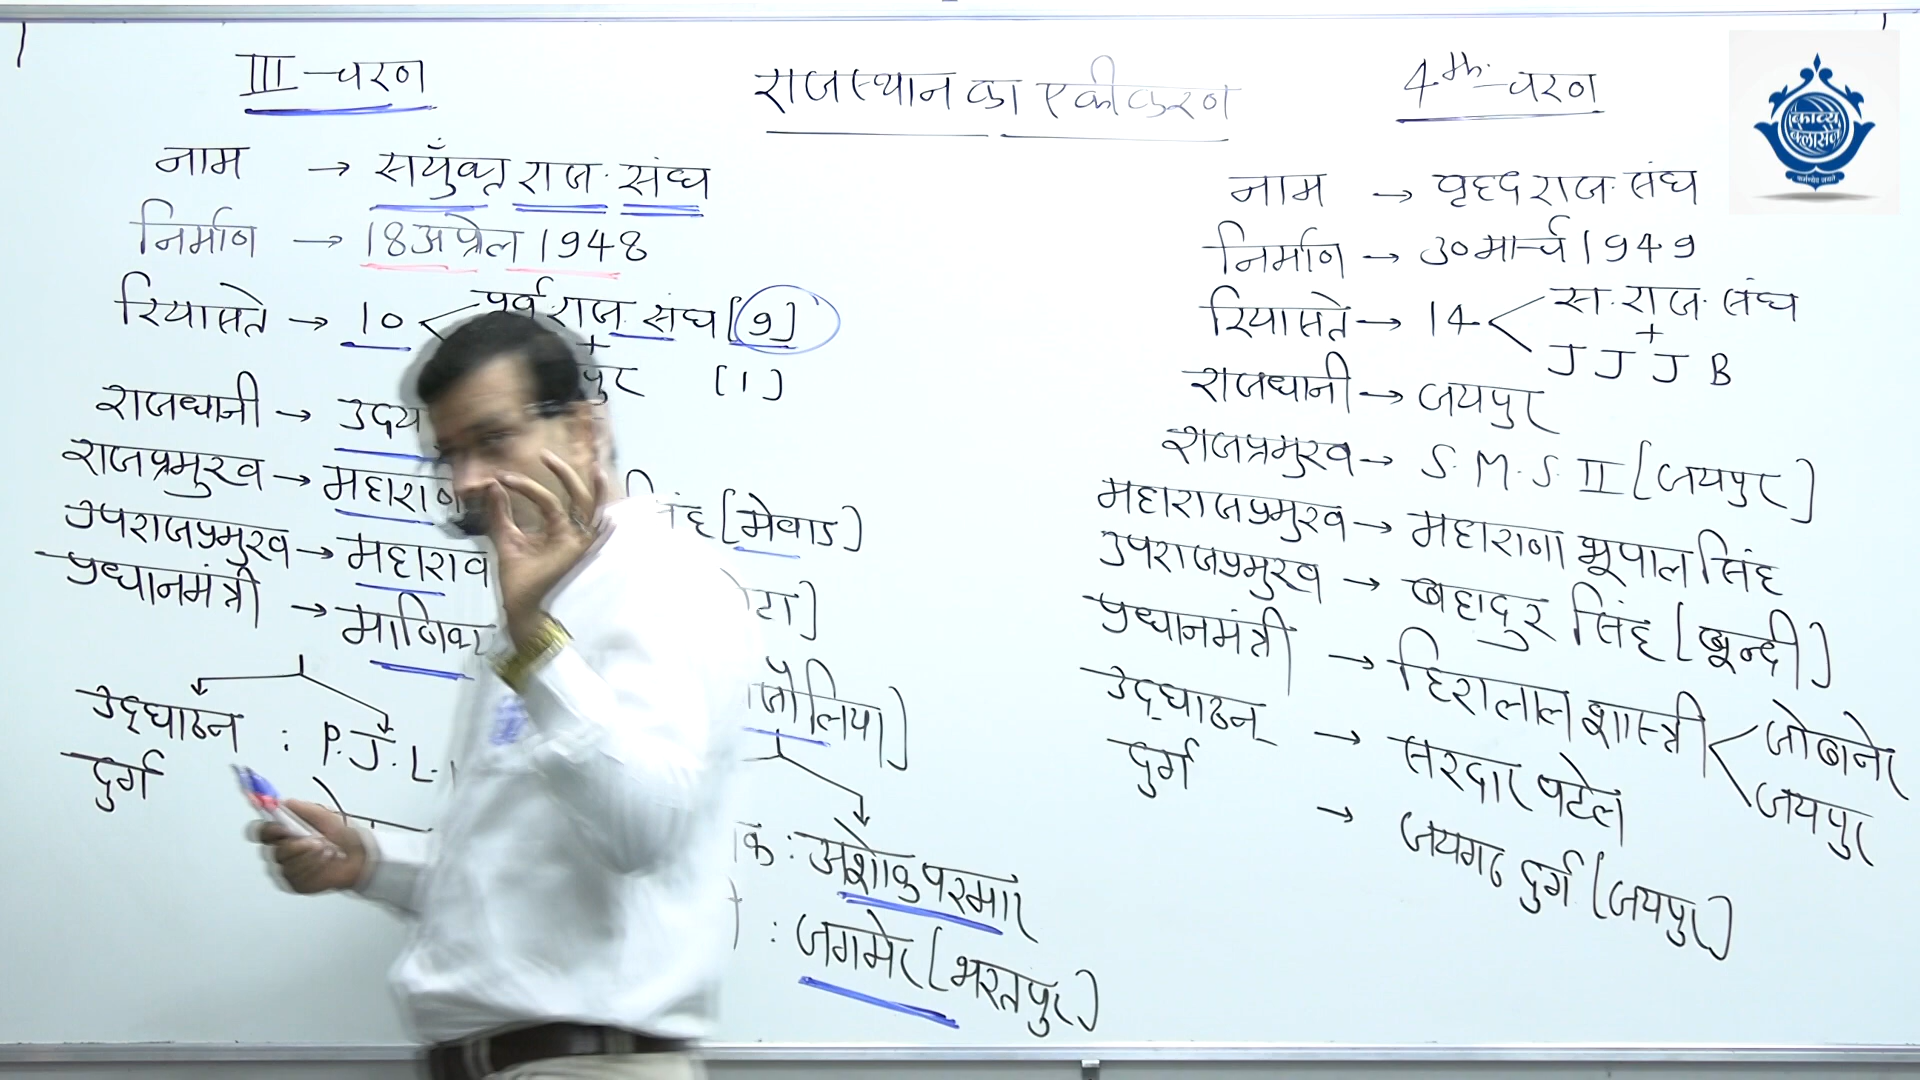 राजस्थान का एकीकरण
III-चरण
नाम → सयुँक्त राज. संघ
निर्माण → 18 अप्रेल 1948
रियासते → 10 < पूर्व राज. संघ [9]
+
पुर [1]
राजधानी → उदय
राजप्रमुख → महाराणा सिंह [मेवाड]
उपराजप्रमुख → महाराव टा]
प्रधानमंत्री → माणिक्य जौलिया]
उद्घाटन : P. J. L.
क : अशोक परमार
दुर्ग : जगमेर [भरतपुर]
4th-चरण
नाम → वृहद राज. संघ
निर्माण → 30 मार्च 1949
रियासते → 14 < स. राज. संघ
+
J J J B
राजधानी → जयपुर
राजप्रमुख → S. M. S. II [जयपुर]
महाराजप्रमुख → महाराणा भूपाल सिंह
उपराजप्रमुख → बहादुर सिंह [बून्दी]
प्रधानमंत्री → हिरालाल शास्त्री < जोबनेर
जयपुर
उद्घाटन → सरदार पटेल
दुर्ग → जयगढ दुर्ग [जयपुर]
काव्य
क्लासेज